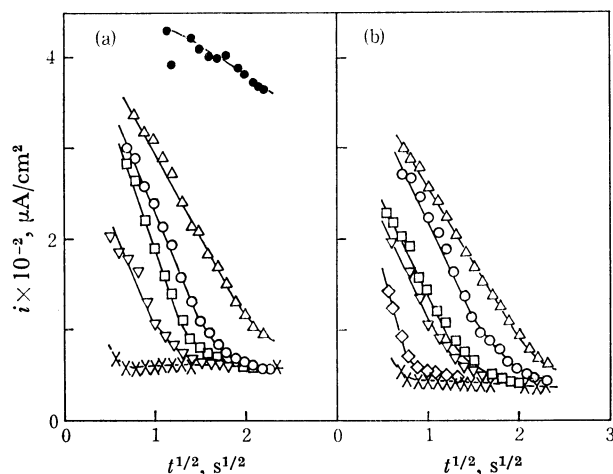 (a)
(b)
4
2
0
i × 10⁻², μA/cm²
0
1
2
0
1
2
3
t^{1/2}, s^{1/2}
t^{1/2}, s^{1/2}